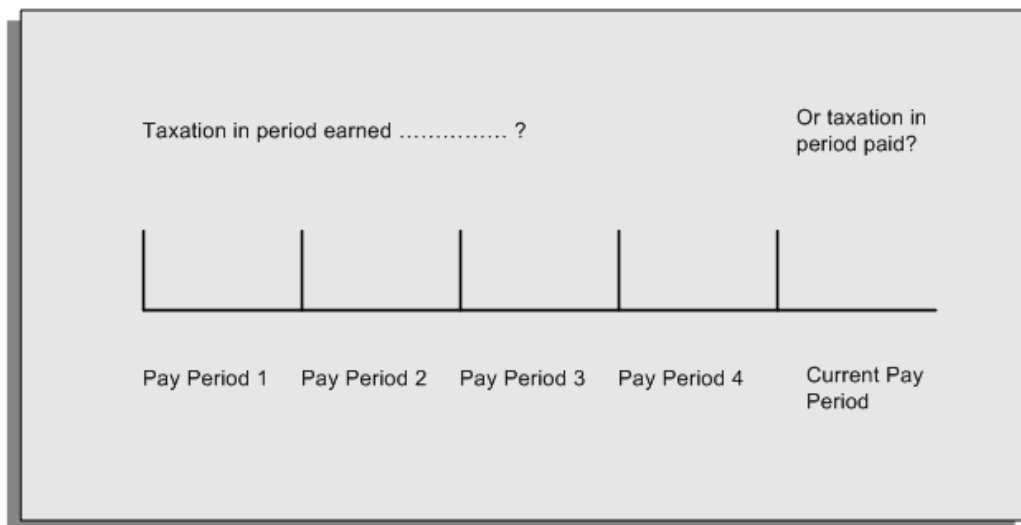 Taxation in period earned …………… ?
Or taxation in
period paid?
Pay Period 1
Pay Period 2
Pay Period 3
Pay Period 4
Current Pay
Period